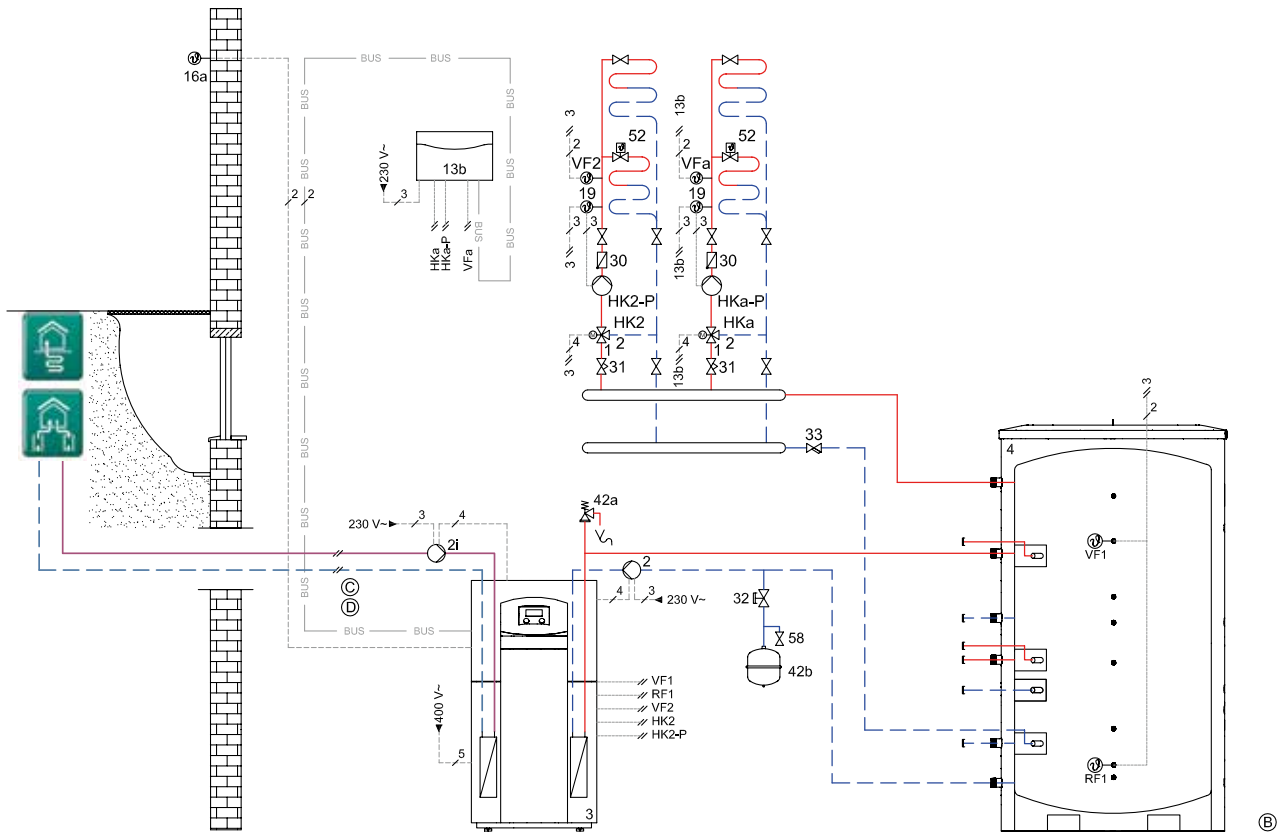 BUS BUS
16a
BUS BUS
3 13b
2 52 2 52
VF2 VFa
230 V~
13b
3
19 19
2 2
3 3 3 3
BUS BUS
HKa
HKa-P
VFa
3 13b
30 30
HK2-P HKa-P
HK2 HKa
M M
4 1 2 4 1 2
3 31 13b 31
BUS
3
2
33
4
BUS
42a
230 V~ 3 4
2i
VF1
2
C
D
4 3 230 V~
32
BUS
58
BUS BUS
42b
VF1
RF1
VF2
HK2
HK2-P
400 V~
5
RF1
3
B